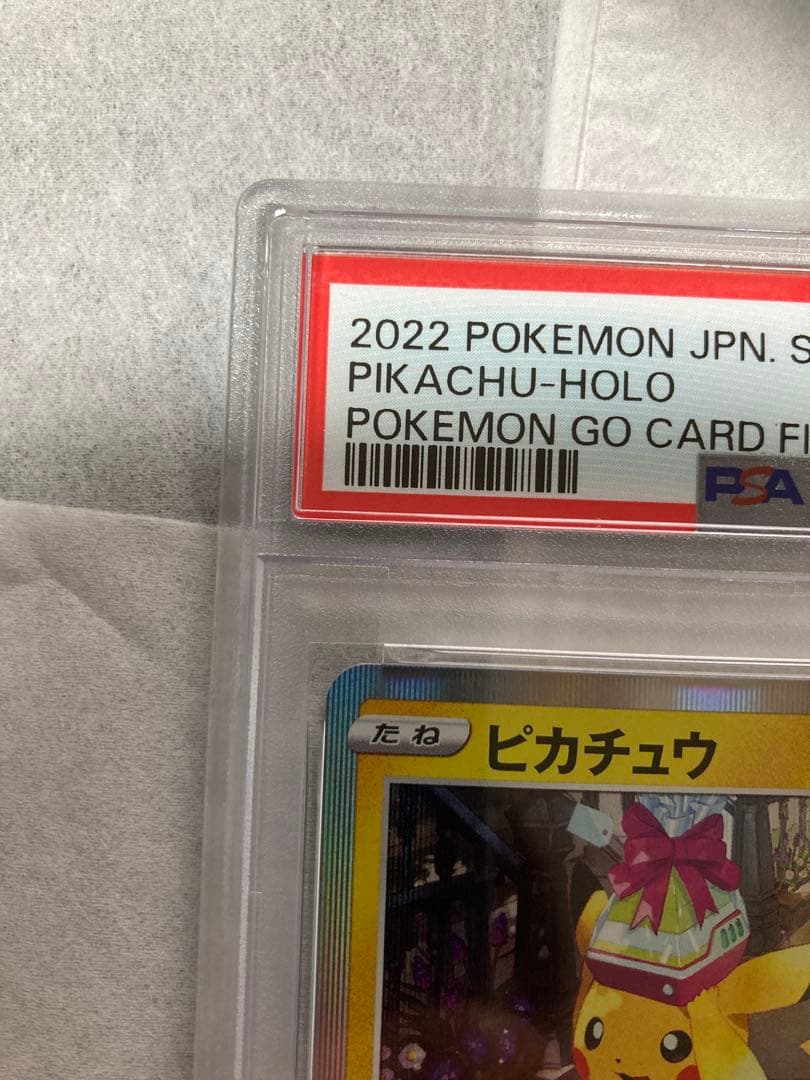 2022 POKEMON JPN. S
PIKACHU-HOLO
POKEMON GO CARD FI
PSA
たね ピカチュウ